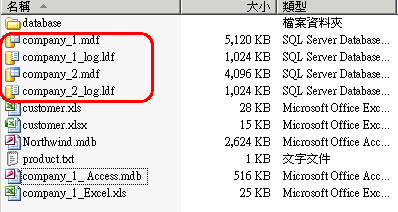 名稱 大小 類型
database 檔案資料夾
company_1.mdf 5,120 KB SQL Server Database...
company_1_log.ldf 1,024 KB SQL Server Database...
company_2.mdf 4,096 KB SQL Server Database...
company_2_log.ldf 1,024 KB SQL Server Database...
customer.xls 28 KB Microsoft Office Exc...
customer.xlsx 15 KB Microsoft Office Exc...
Northwind.mdb 2,624 KB Microsoft Office Acc...
product.txt 1 KB 文字文件
company_1_Access.mdb 516 KB Microsoft Office Acc...
company_1_Excel.xls 25 KB Microsoft Office Exc...